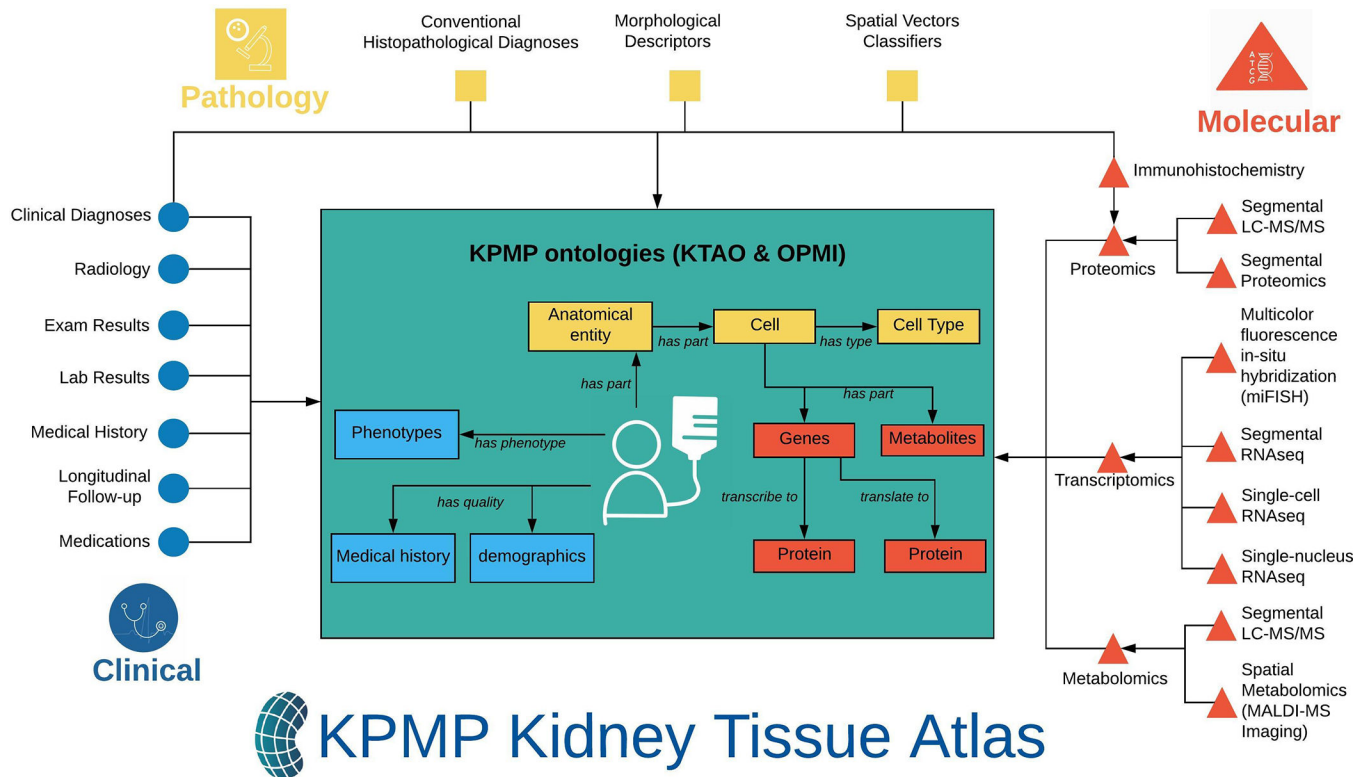 Pathology
Conventional
Histopathological Diagnoses
Morphological
Descriptors
Spatial Vectors
Classifiers
A
T
C
G
Molecular
Clinical Diagnoses
Radiology
Exam Results
Lab Results
Medical History
Longitudinal
Follow-up
Medications
Clinical
KPMP ontologies (KTAO & OPMI)
Anatomical
entity
has part
Cell
has type
Cell Type
has part
has part
Phenotypes
has phenotype
Genes
Metabolites
has quality
transcribe to
translate to
Medical history
demographics
Protein
Protein
Immunohistochemistry
Proteomics
Segmental
LC-MS/MS
Segmental
Proteomics
Multicolor
fluorescence
in-situ
hybridization
(miFISH)
Transcriptomics
Segmental
RNAseq
Single-cell
RNAseq
Single-nucleus
RNAseq
Metabolomics
Segmental
LC-MS/MS
Spatial
Metabolomics
(MALDI-MS
Imaging)
KPMP Kidney Tissue Atlas